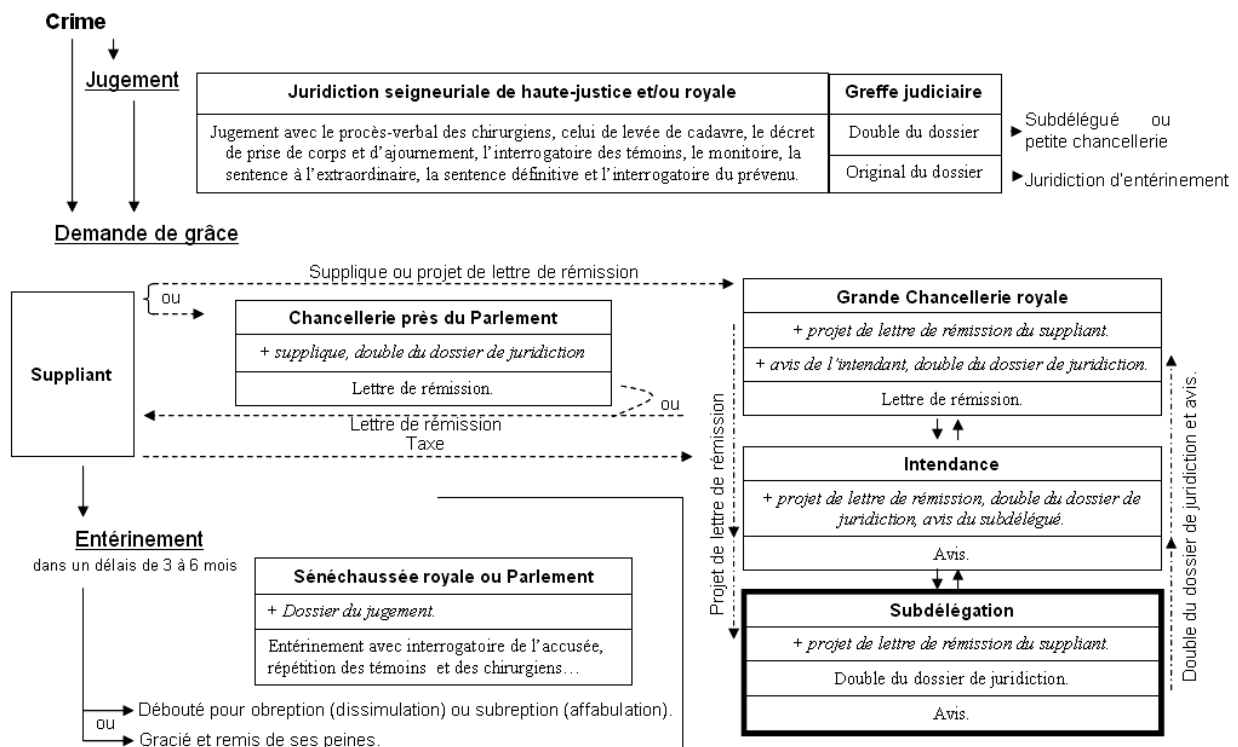 Crime
Jugement
Juridiction seigneuriale de haute-justice et/ou royale
Jugement avec le procès-verbal des chirurgiens, celui de levée de cadavre, le décret
de prise de corps et d'ajournement, l'interrogatoire des témoins, le monitoire, la
sentence à l'extraordinaire, la sentence définitive et l'interrogatoire du prévenu.
Greffe judiciaire
Double du dossier
Original du dossier
Subdélégué ou
petite chancellerie
Juridiction d'entérinement
Demande de grâce
Supplique ou projet de lettre de rémission
ou
Suppliant
Chancellerie près du Parlement
+ supplique, double du dossier de juridiction
Lettre de rémission.
ou
Lettre de rémission
Taxe
Grande Chancellerie royale
+ projet de lettre de rémission du suppliant.
+ avis de l'intendant, double du dossier de juridiction.
Lettre de rémission.
Intendance
+ projet de lettre de rémission, double du dossier de
juridiction, avis du subdélégué.
Avis.
Subdélégation
+ projet de lettre de rémission du suppliant.
Double du dossier de juridiction.
Avis.
Projet de lettre de rémission
Double du dossier de juridiction et avis.
Entérinement
dans un délais de 3 à 6 mois
Sénéchaussée royale ou Parlement
+ Dossier du jugement.
Entérinement avec interrogatoire de l'accusée,
répétition des témoins et des chirurgiens…
Débouté pour obreption (dissimulation) ou subreption (affabulation).
ou
Gracié et remis de ses peines.